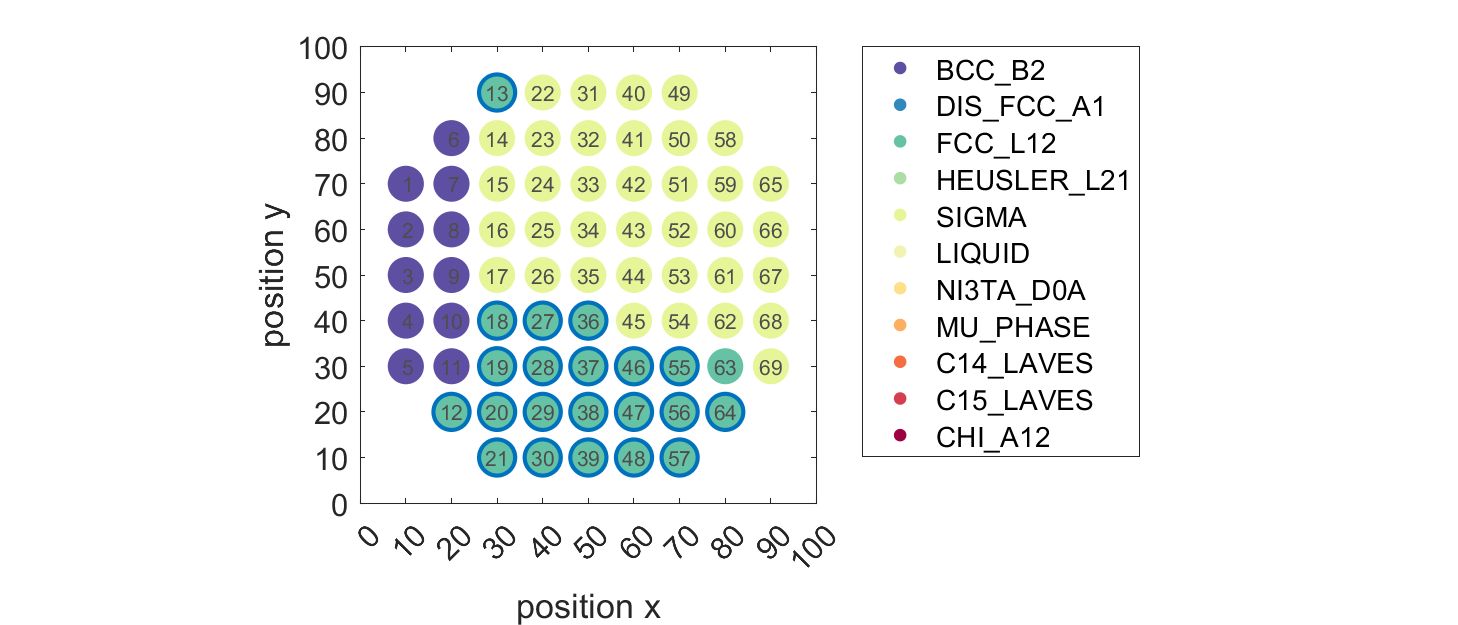 100
90
80
70
60
50
40
30
20
10
0
position y
13 22 31 40 49
6 14 23 32 41 50 58
1 7 15 24 33 42 51 59 65
2 8 16 25 34 43 52 60 66
3 9 17 26 35 44 53 61 67
4 10 18 27 36 45 54 62 68
5 11 19 28 37 46 55 63 69
12 20 29 38 47 56 64
21 30 39 48 57
0 10 20 30 40 50 60 70 80 90 100
position x
BCC_B2
DIS_FCC_A1
FCC_L12
HEUSLER_L21
SIGMA
LIQUID
NI3TA_D0A
MU_PHASE
C14_LAVES
C15_LAVES
CHI_A12